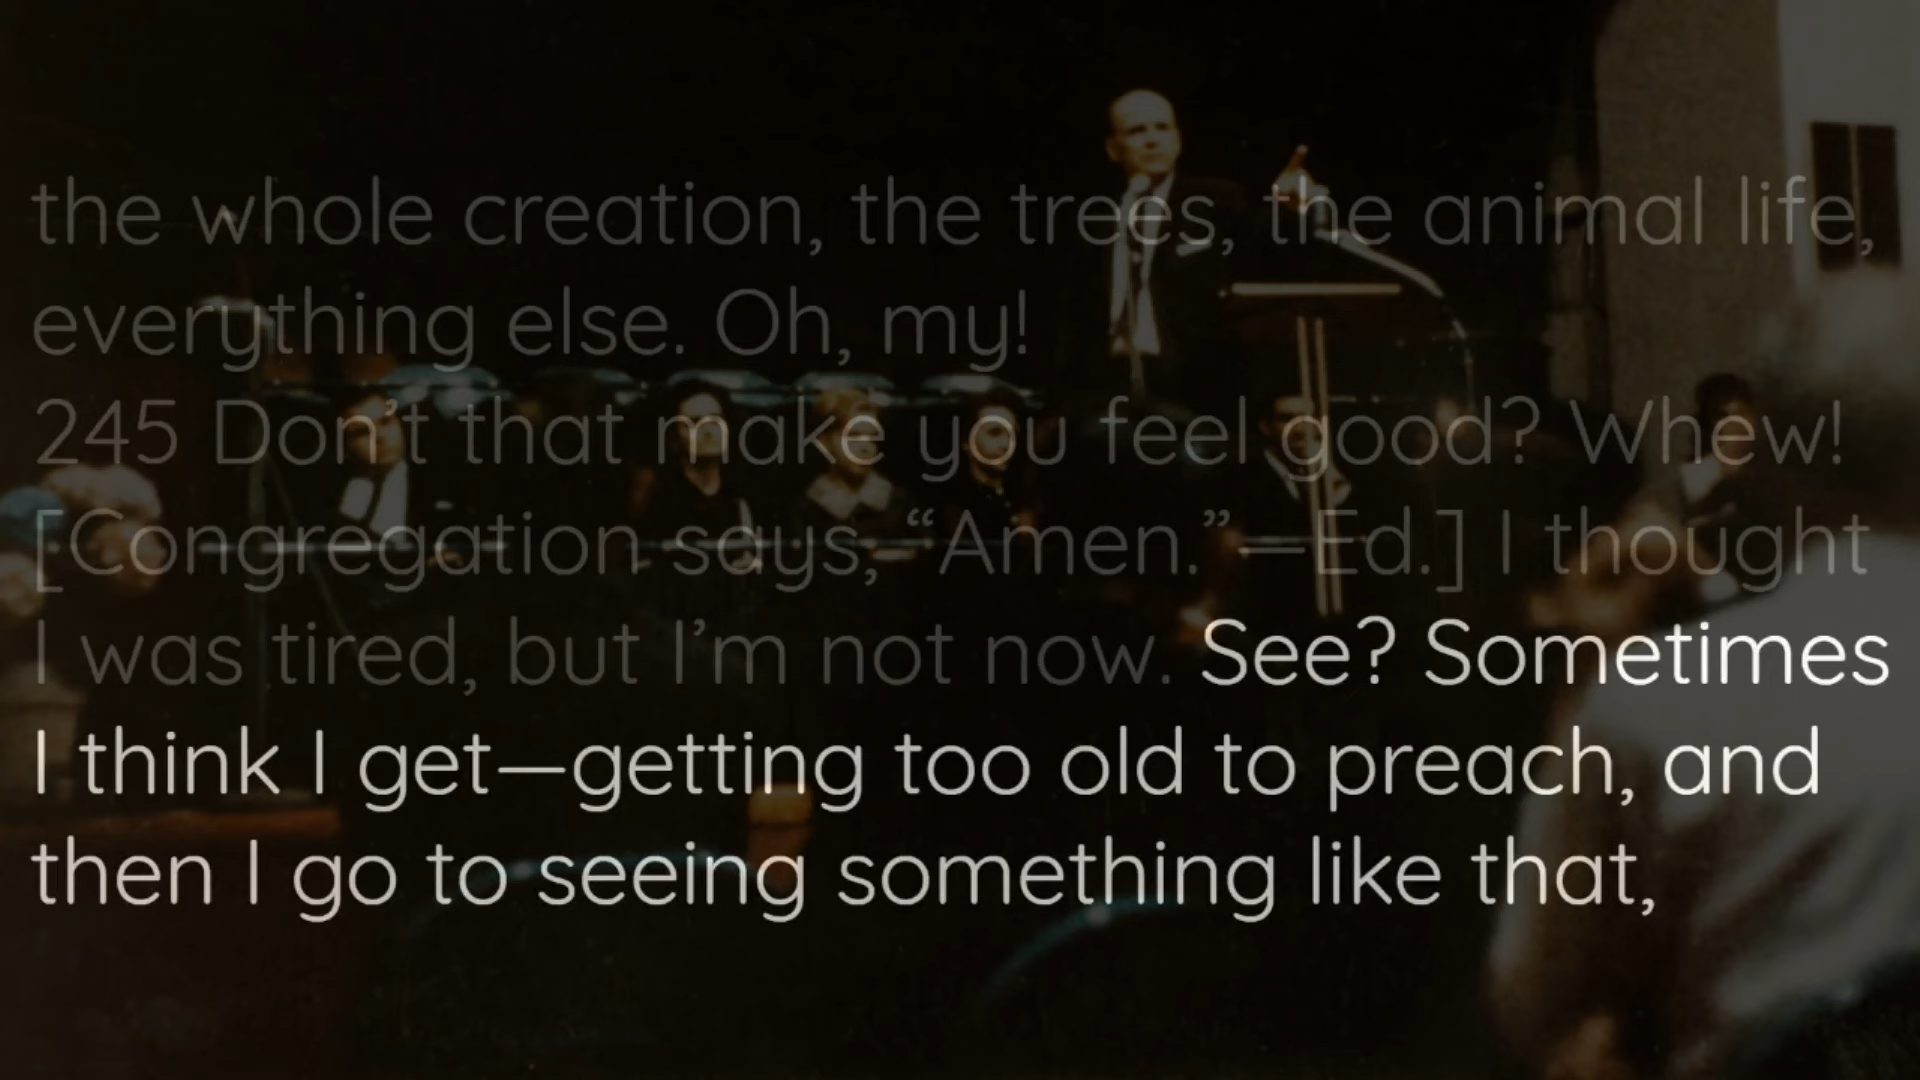 the whole creation, the trees, the animal life,
everything else. Oh, my!
245 Don’t that make you feel good? Whew!
[Congregation says, “Amen.”—Ed.] I thought
I was tired, but I’m not now. See? Sometimes
I think I get—getting too old to preach, and
then I go to seeing something like that,